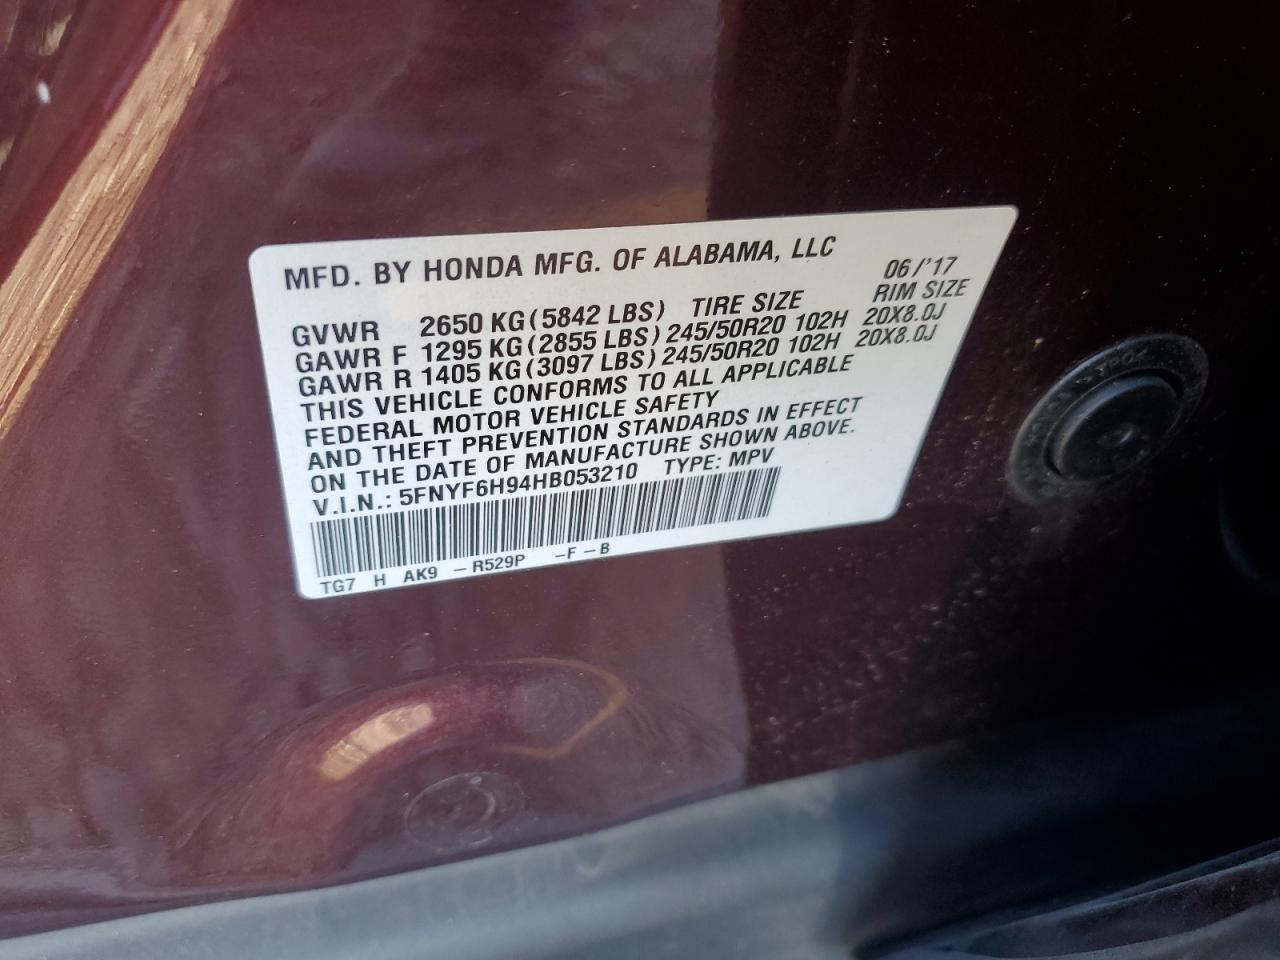 MFD. BY HONDA MFG. OF ALABAMA, LLC 06/'17
GVWR 2650 KG(5842 LBS) TIRE SIZE RIM SIZE
GAWR F 1295 KG(2855 LBS)245/50R20 102H 20X8.0J
GAWR R 1405 KG(3097 LBS)245/50R20 102H 20X8.0J
THIS VEHICLE CONFORMS TO ALL APPLICABLE
FEDERAL MOTOR VEHICLE SAFETY
AND THEFT PREVENTION STANDARDS IN EFFECT
ON THE DATE OF MANUFACTURE SHOWN ABOVE.
V.I.N.: 5FNYF6H94HB053210 TYPE: MPV
TG7 H AK9 -R529P -F-B